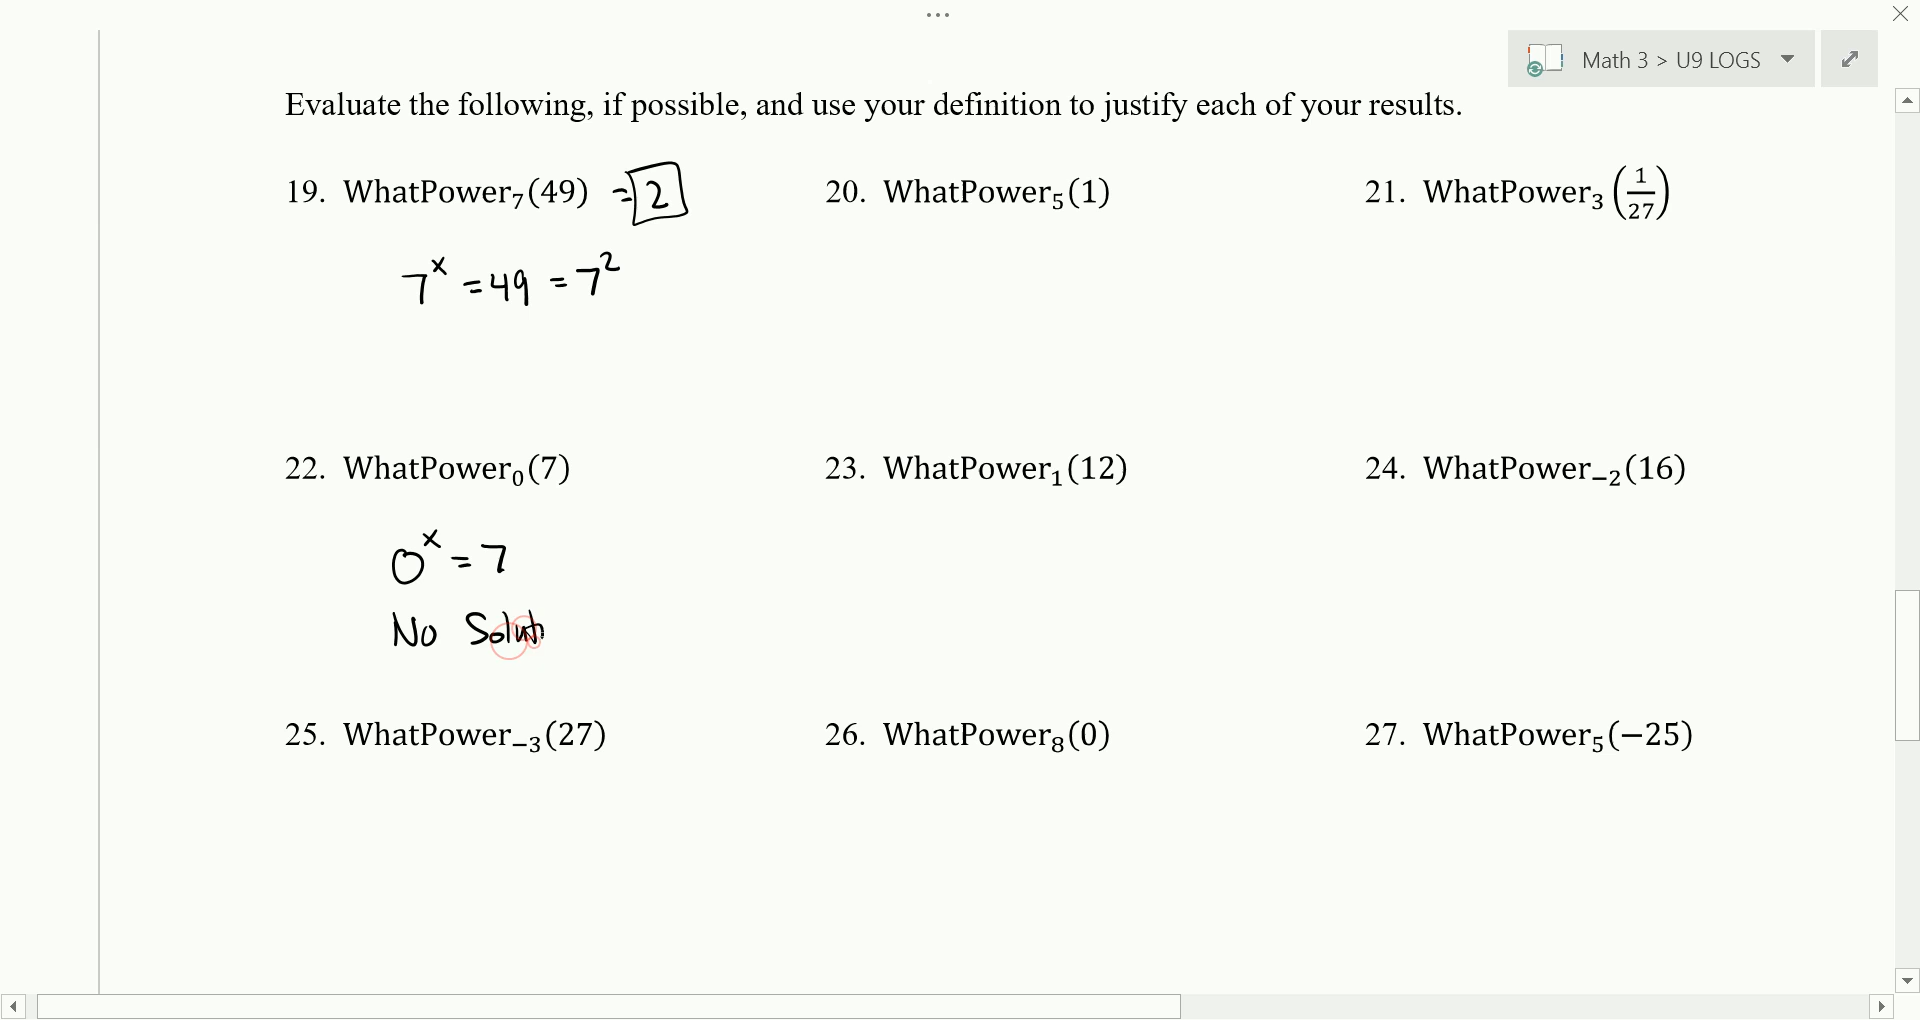 Math 3 > U9 LOGS
Evaluate the following, if possible, and use your definition to justify each of your results.
19. WhatPower₇(49) = 2
20. WhatPower₅(1)
21. WhatPower₃(1/27)
7ˣ = 49 = 7²
22. WhatPower₀(7)
23. WhatPower₁(12)
24. WhatPower₋₂(16)
0ˣ = 7
No Soluti
25. WhatPower₋₃(27)
26. WhatPower₈(0)
27. WhatPower₅(−25)